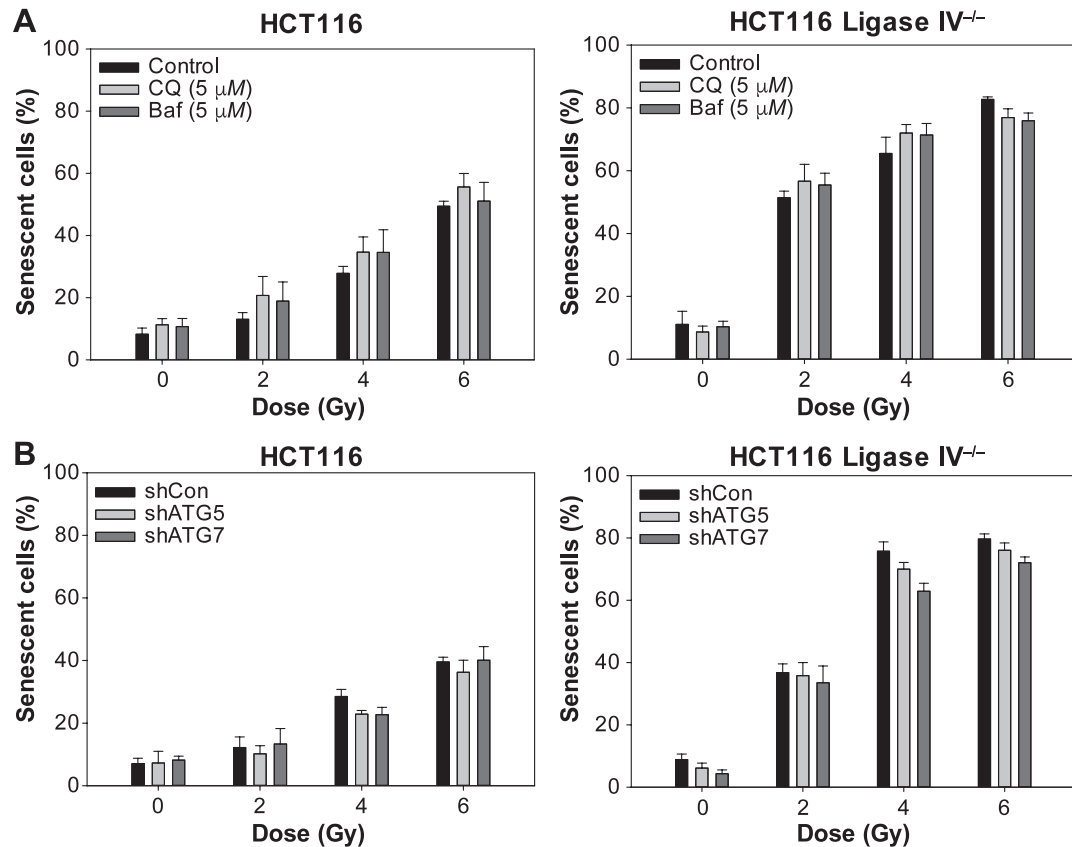 A
HCT116
Senescent cells (%)
100
80
60
40
20
0
Control
CQ (5 μM)
Baf (5 μM)
0 2 4 6
Dose (Gy)
HCT116 Ligase IV–/–
Senescent cells (%)
100
80
60
40
20
0
Control
CQ (5 μM)
Baf (5 μM)
0 2 4 6
Dose (Gy)
B
HCT116
Senescent cells (%)
100
80
60
40
20
0
shCon
shATG5
shATG7
0 2 4 6
Dose (Gy)
HCT116 Ligase IV–/–
Senescent cells (%)
100
80
60
40
20
0
shCon
shATG5
shATG7
0 2 4 6
Dose (Gy)